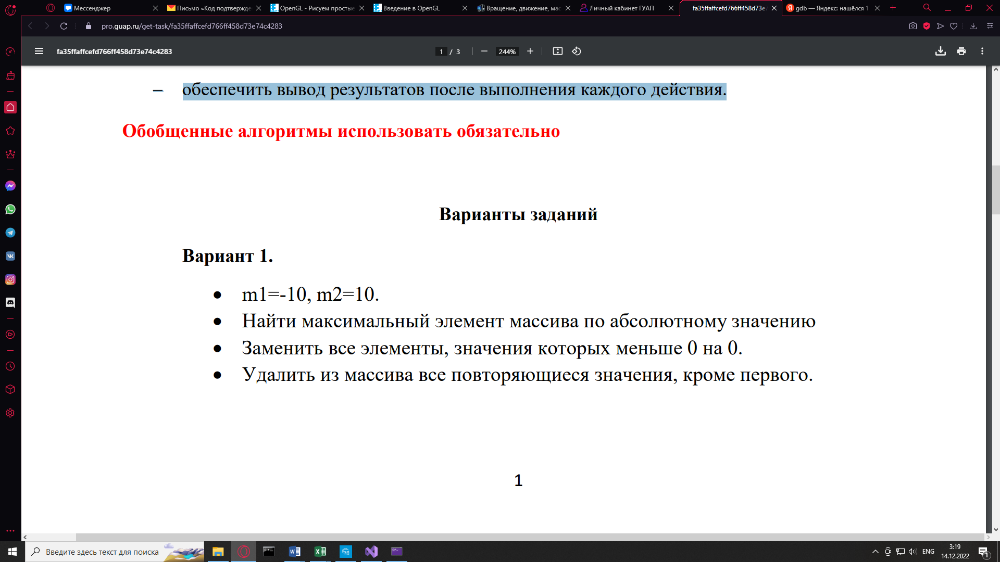 Мессенджер
Письмо «Код подтвержде
OpenGL - Рисуем простые
Введение в OpenGL
Вращение, движение, мас
Личный кабинет ГУАП
fa35ffaffcefd766ff458d73e7
gdb — Яндекс: нашёлся 1
pro.guap.ru/get-task/fa35ffaffcefd766ff458d73e74c4283
fa35ffaffcefd766ff458d73e74c4283
1 / 3
244%
– обеспечить вывод результатов после выполнения каждого действия.
Обобщенные алгоритмы использовать обязательно
Варианты заданий
Вариант 1.
• m1=-10, m2=10.
• Найти максимальный элемент массива по абсолютному значению
• Заменить все элементы, значения которых меньше 0 на 0.
• Удалить из массива все повторяющиеся значения, кроме первого.
1
Введите здесь текст для поиска
ENG
3:19
14.12.2022
1